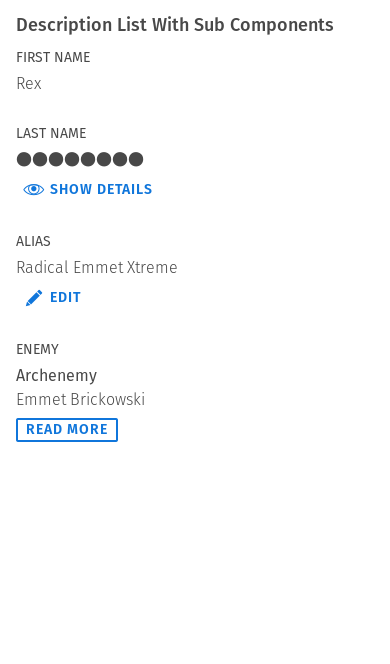 Description List With Sub Components
FIRST NAME
Rex
LAST NAME
●●●●●●●●
SHOW DETAILS
ALIAS
Radical Emmet Xtreme
EDIT
ENEMY
Archenemy
Emmet Brickowski
READ MORE